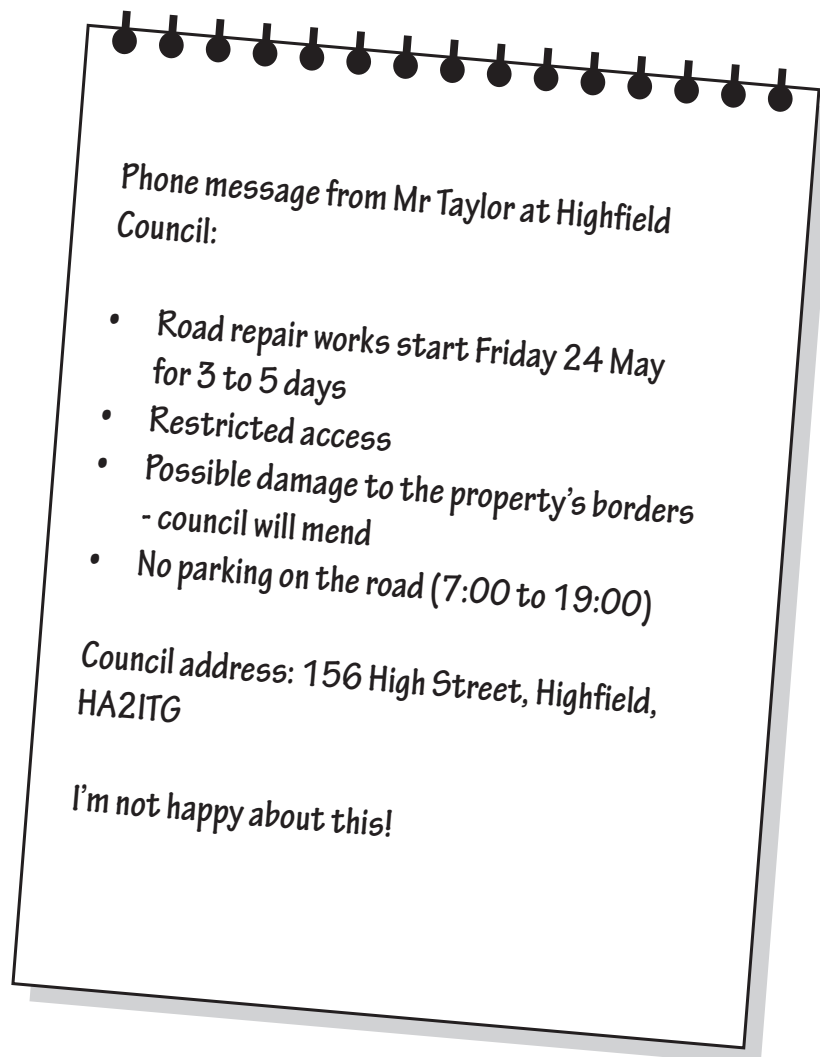 Phone message from Mr Taylor at Highfield
Council:
• Road repair works start Friday 24 May
for 3 to 5 days
• Restricted access
• Possible damage to the property's borders
- council will mend
• No parking on the road (7:00 to 19:00)
Council address: 156 High Street, Highfield,
HA2ITG
I'm not happy about this!